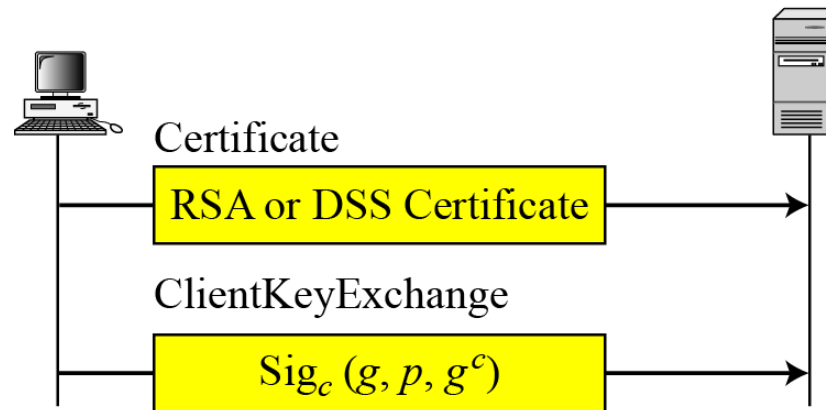 Certificate
RSA or DSS Certificate
ClientKeyExchange
Sig_c (g, p, g^c)